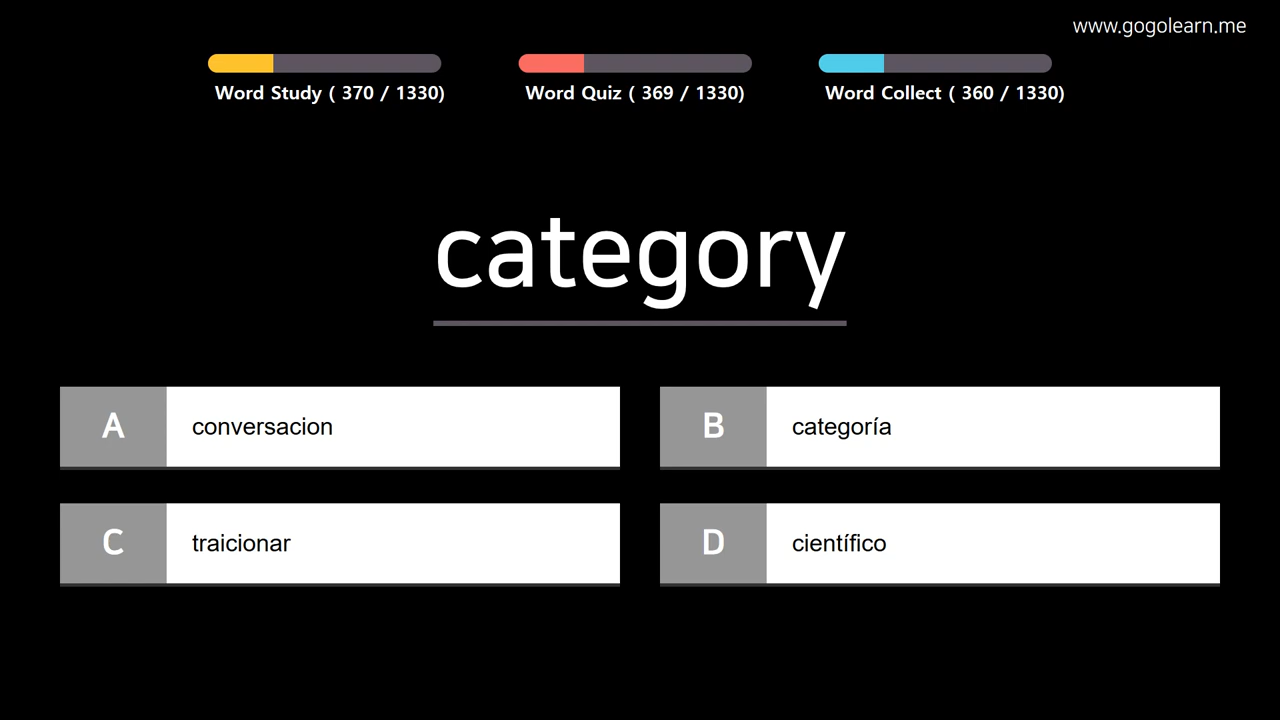 www.gogolearn.me
Word Study ( 370 / 1330)
Word Quiz ( 369 / 1330)
Word Collect ( 360 / 1330)
category
A
conversacion
B
categoría
C
traicionar
D
científico